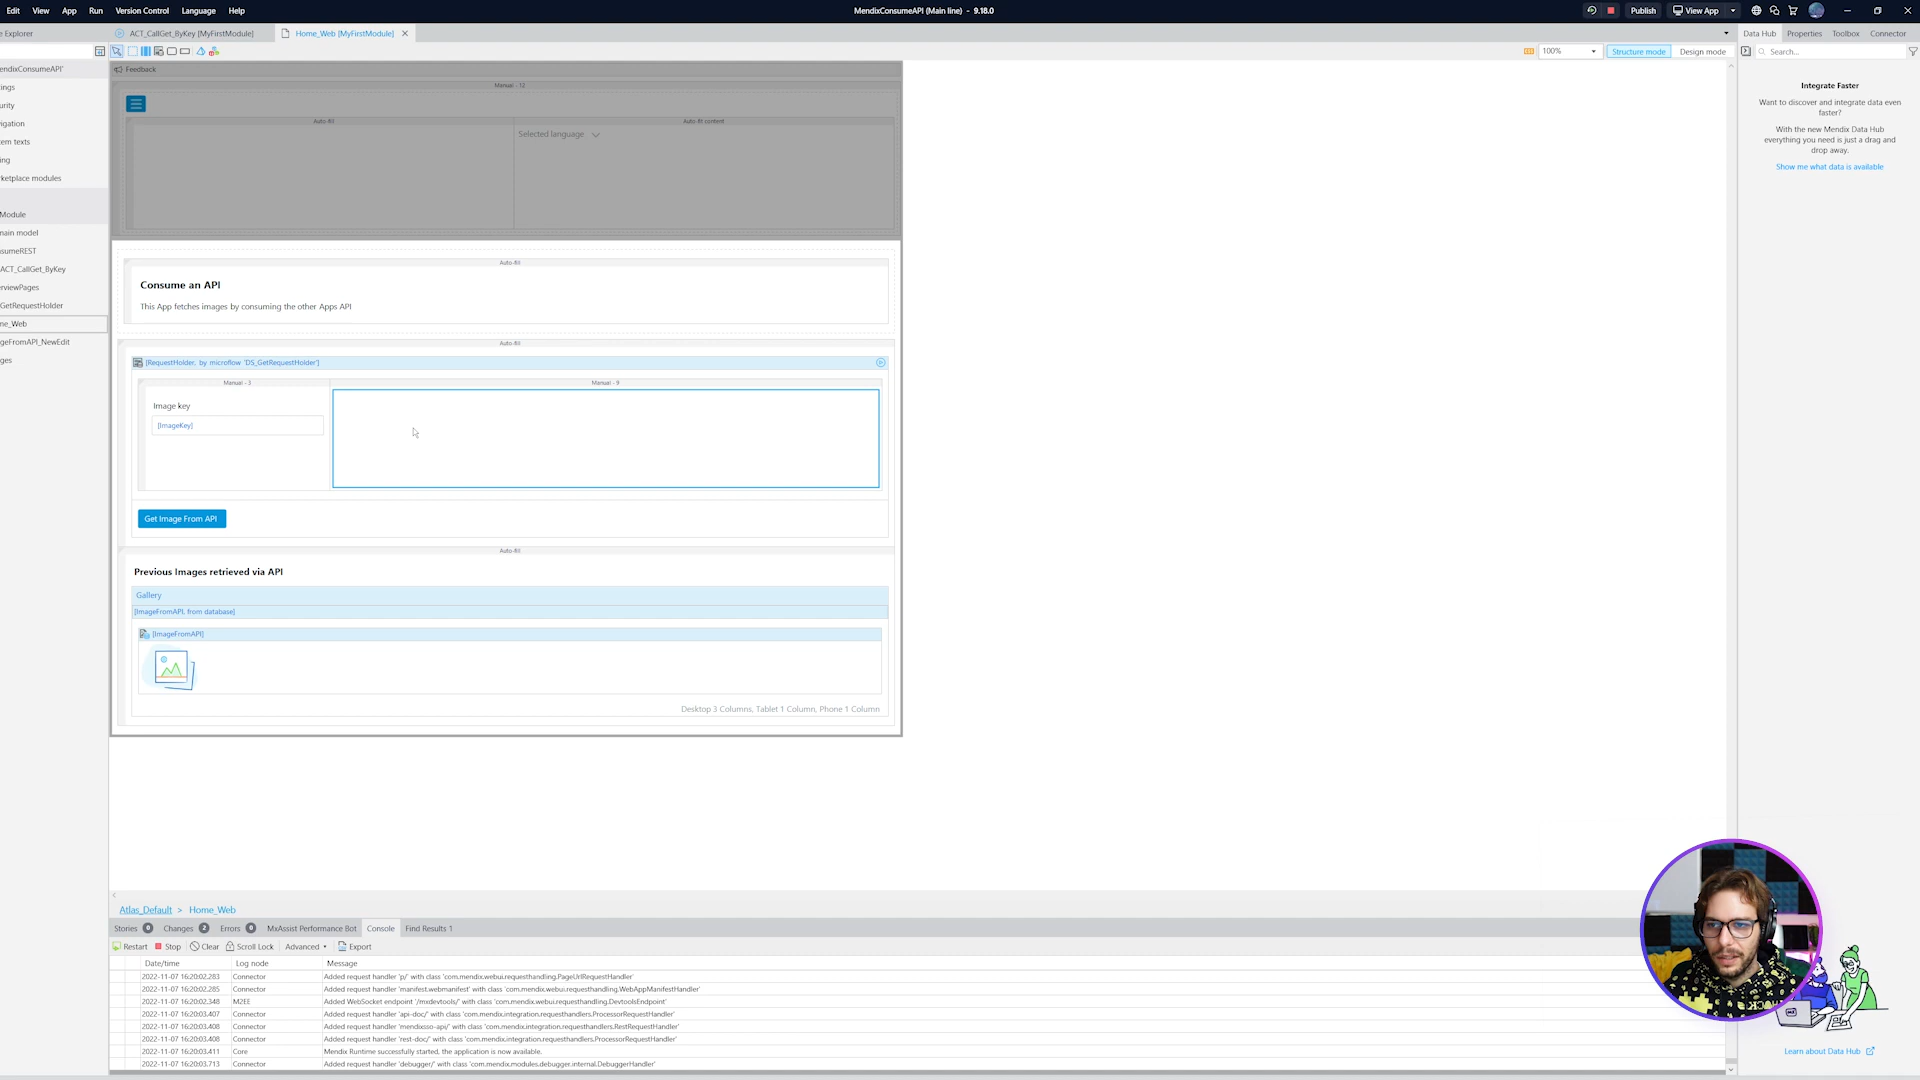 Edit View App Run Version Control Language Help
MendixConsumeAPI (Main line) - 9.18.0
Publish View App
e Explorer
ACT_CallGet_ByKey [MyFirstModule]
Home_Web [MyFirstModule]
Data Hub Properties Toolbox Connector
100%
Structure mode Design mode
Search...
endixConsumeAPI'
ings
urity
vigation
tem texts
ing
rketplace modules
Module
main model
nsumeREST
ACT_CallGet_ByKey
erviewPages
GetRequestHolder
me_Web
geFromAPI_NewEdit
ges
Feedback
Manual - 12
Auto-fill
Auto-fit content
Selected language
Auto-fill
Consume an API
This App fetches images by consuming the other Apps API
Auto-fill
[RequestHolder, by microflow 'DS_GetRequestHolder']
Manual - 3
Manual - 9
Image key
[ImageKey]
Get Image From API
Auto-fill
Previous Images retrieved via API
Gallery
[ImageFromAPI, from database]
[ImageFromAPI]
Desktop 3 Columns, Tablet 1 Column, Phone 1 Column
Integrate Faster
Want to discover and integrate data even
faster?
With the new Mendix Data Hub
everything you need is just a drag and
drop away.
Show me what data is available
Learn about Data Hub
Atlas_Default > Home_Web
Stories 0 Changes 2 Errors 0 MxAssist Performance Bot Console Find Results 1
Restart Stop Clear Scroll Lock Advanced Export
Date/time Log node Message
2022-11-07 16:20:02.283 Connector Added request handler 'p/' with class 'com.mendix.webui.requesthandling.PageUrlRequestHandler'
2022-11-07 16:20:02.285 Connector Added request handler 'manifest.webmanifest' with class 'com.mendix.webui.requesthandling.WebAppManifestHandler'
2022-11-07 16:20:02.348 M2EE Added WebSocket endpoint '/mxdevtools/' with class 'com.mendix.webui.requesthandling.DevtoolsEndpoint'
2022-11-07 16:20:03.407 Connector Added request handler 'api-doc/' with class 'com.mendix.integration.requesthandlers.ProcessorRequestHandler'
2022-11-07 16:20:03.408 Connector Added request handler 'mendixsso-api/' with class 'com.mendix.integration.requesthandlers.RestRequestHandler'
2022-11-07 16:20:03.408 Connector Added request handler 'rest-doc/' with class 'com.mendix.integration.requesthandlers.ProcessorRequestHandler'
2022-11-07 16:20:03.411 Core Mendix Runtime successfully started, the application is now available.
2022-11-07 16:20:03.713 Connector Added request handler 'debugger/' with class 'com.mendix.modules.debugger.internal.DebuggerHandler'